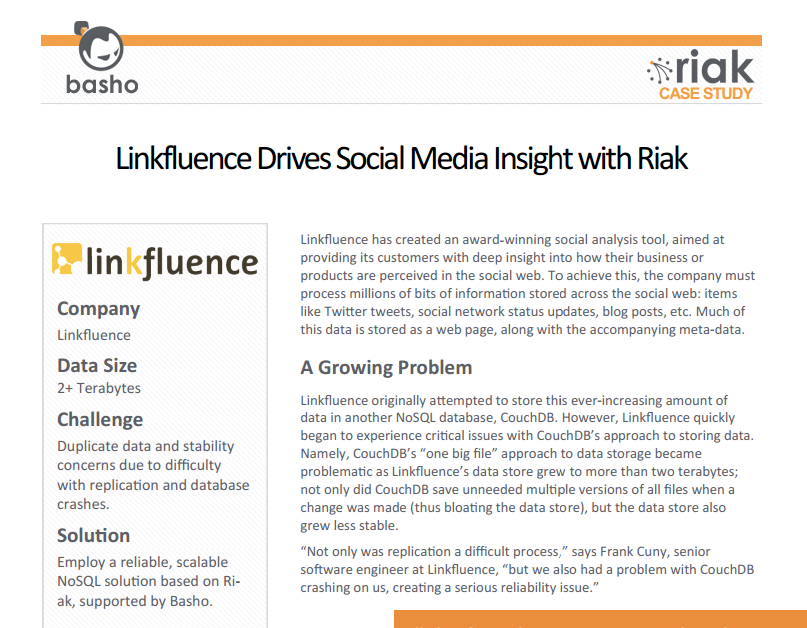 basho
riak
CASE STUDY
Linkfluence Drives Social Media Insight with Riak
linkfluence
Company
Linkfluence
Data Size
2+ Terabytes
Challenge
Duplicate data and stability
concerns due to difficulty
with replication and database
crashes.
Solution
Employ a reliable, scalable
NoSQL solution based on Ri-
ak, supported by Basho.
Linkfluence has created an award-winning social analysis tool, aimed at
providing its customers with deep insight into how their business or
products are perceived in the social web. To achieve this, the company must
process millions of bits of information stored across the social web: items
like Twitter tweets, social network status updates, blog posts, etc. Much of
this data is stored as a web page, along with the accompanying meta-data.
A Growing Problem
Linkfluence originally attempted to store this ever-increasing amount of
data in another NoSQL database, CouchDB. However, Linkfluence quickly
began to experience critical issues with CouchDB’s approach to storing data.
Namely, CouchDB’s “one big file” approach to data storage became
problematic as Linkfluence’s data store grew to more than two terabytes;
not only did CouchDB save unneeded multiple versions of all files when a
change was made (thus bloating the data store), but the data store also
grew less stable.
“Not only was replication a difficult process,” says Frank Cuny, senior
software engineer at Linkfluence, “but we also had a problem with CouchDB
crashing on us, creating a serious reliability issue.”